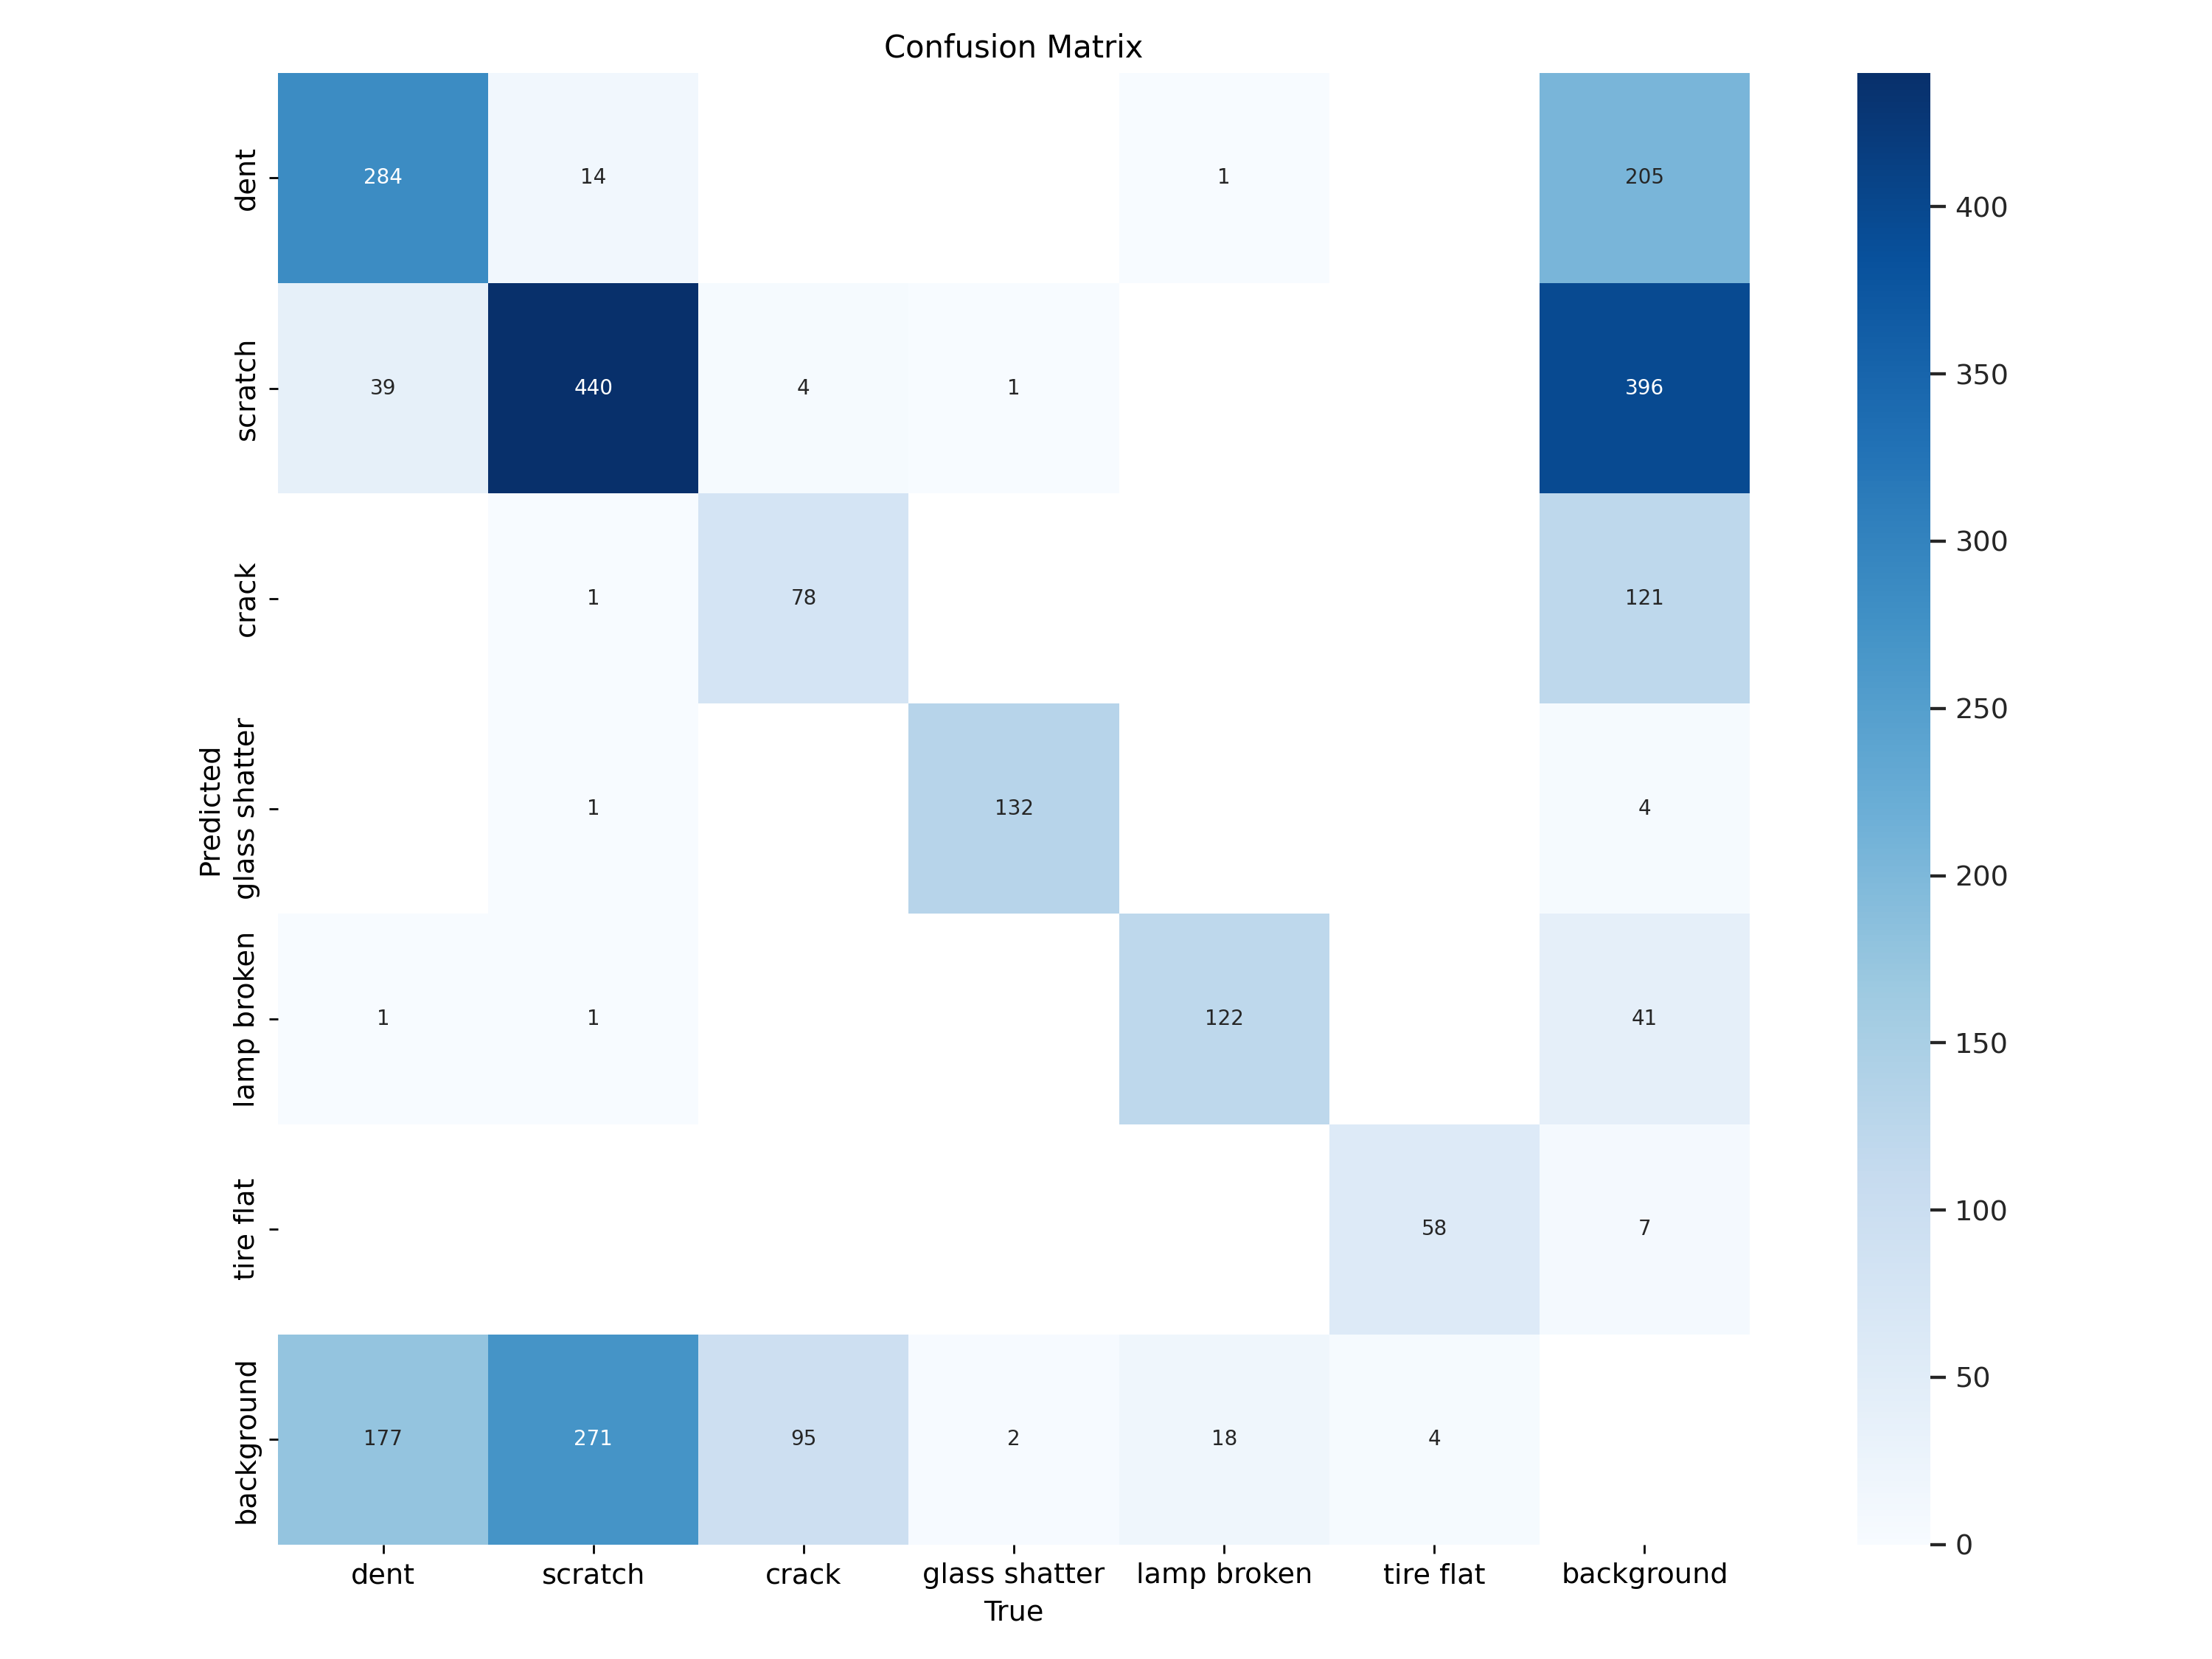 Confusion Matrix
dent 284 14 1 205
scratch 39 440 4 1 396
crack 1 78 121
glass shatter 1 132 4
lamp broken 1 1 122 41
tire flat 58 7
background 177 271 95 2 18 4
Predicted
dent scratch crack glass shatter lamp broken tire flat background
True
400
350
300
250
200
150
100
50
0